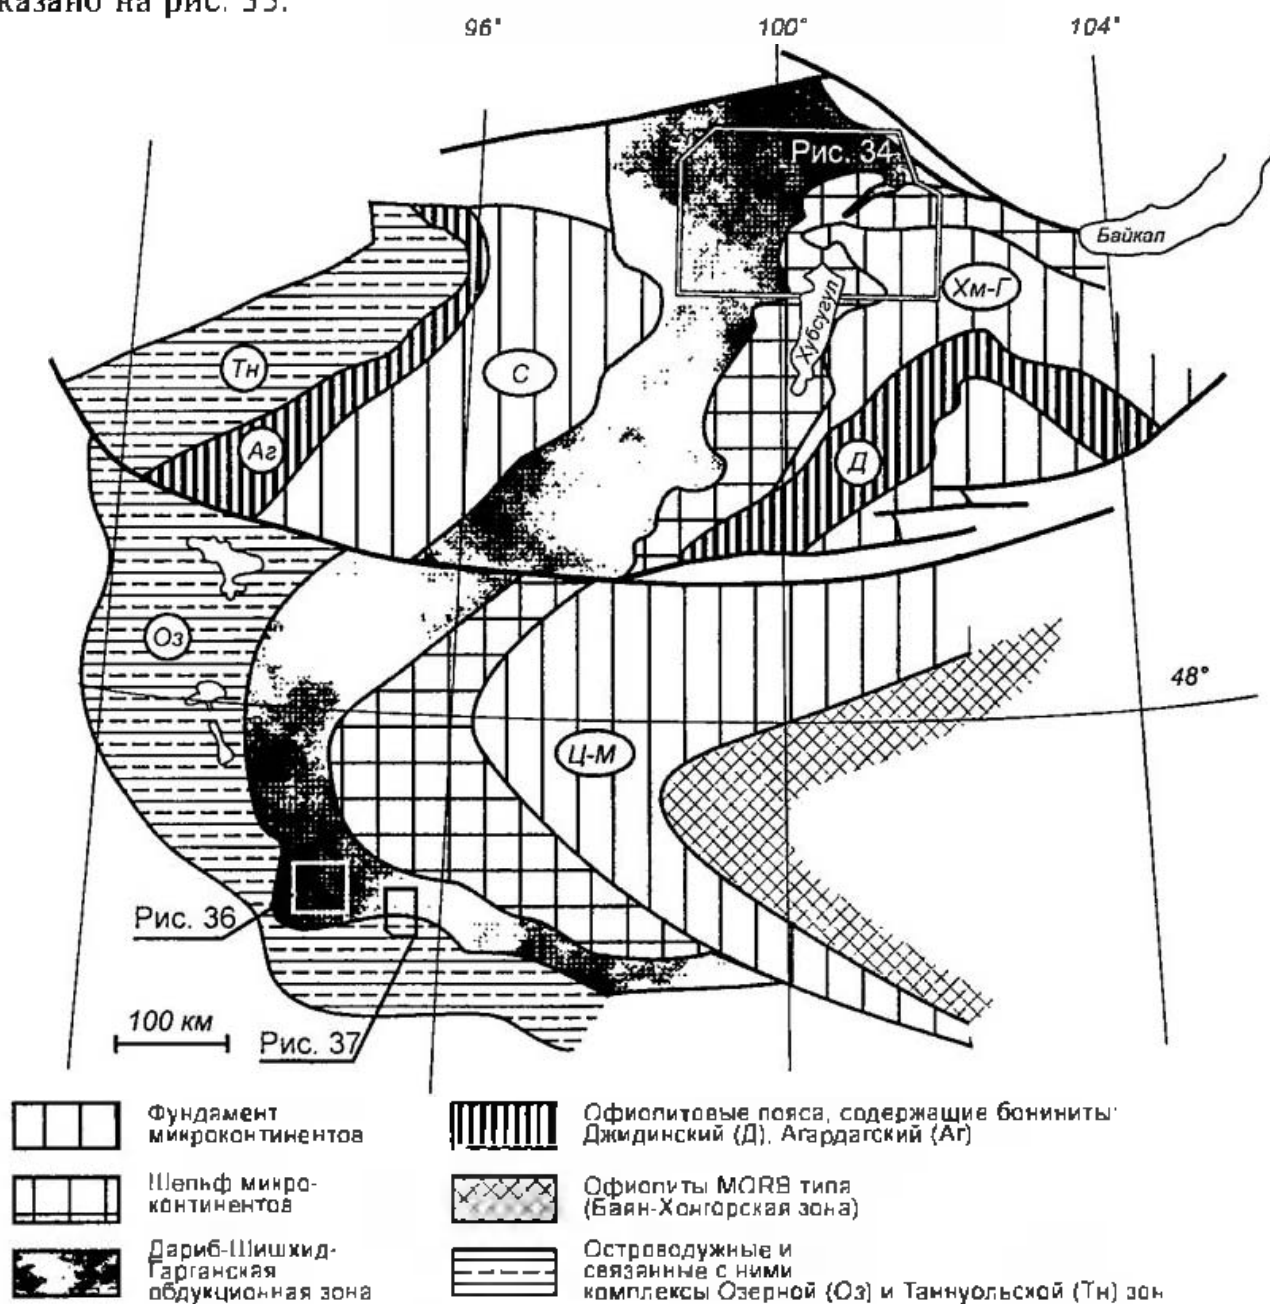 казано на рис. 35.
96°
100°
104°
Рис. 34
Байкал
Хм-Г
Хубсугул
Тн
С
Аг
Д
Оз
48°
Ц-М
Рис. 36
100 км
Рис. 37
Фундамент
микроконтинентов
Шельф микро-
континентов
Дариб-Шишхид-
Гарганская
обдукционная зона
Офиолитовые пояса, содержащие бониниты:
Джидинский (Д), Агардагский (Аг)
Офиолиты MORB типа
(Баян-Хонгорская зона)
Островодужные и
связанные с ними
комплексы Озерной (Оз) и Таннуольской (Тн) зон